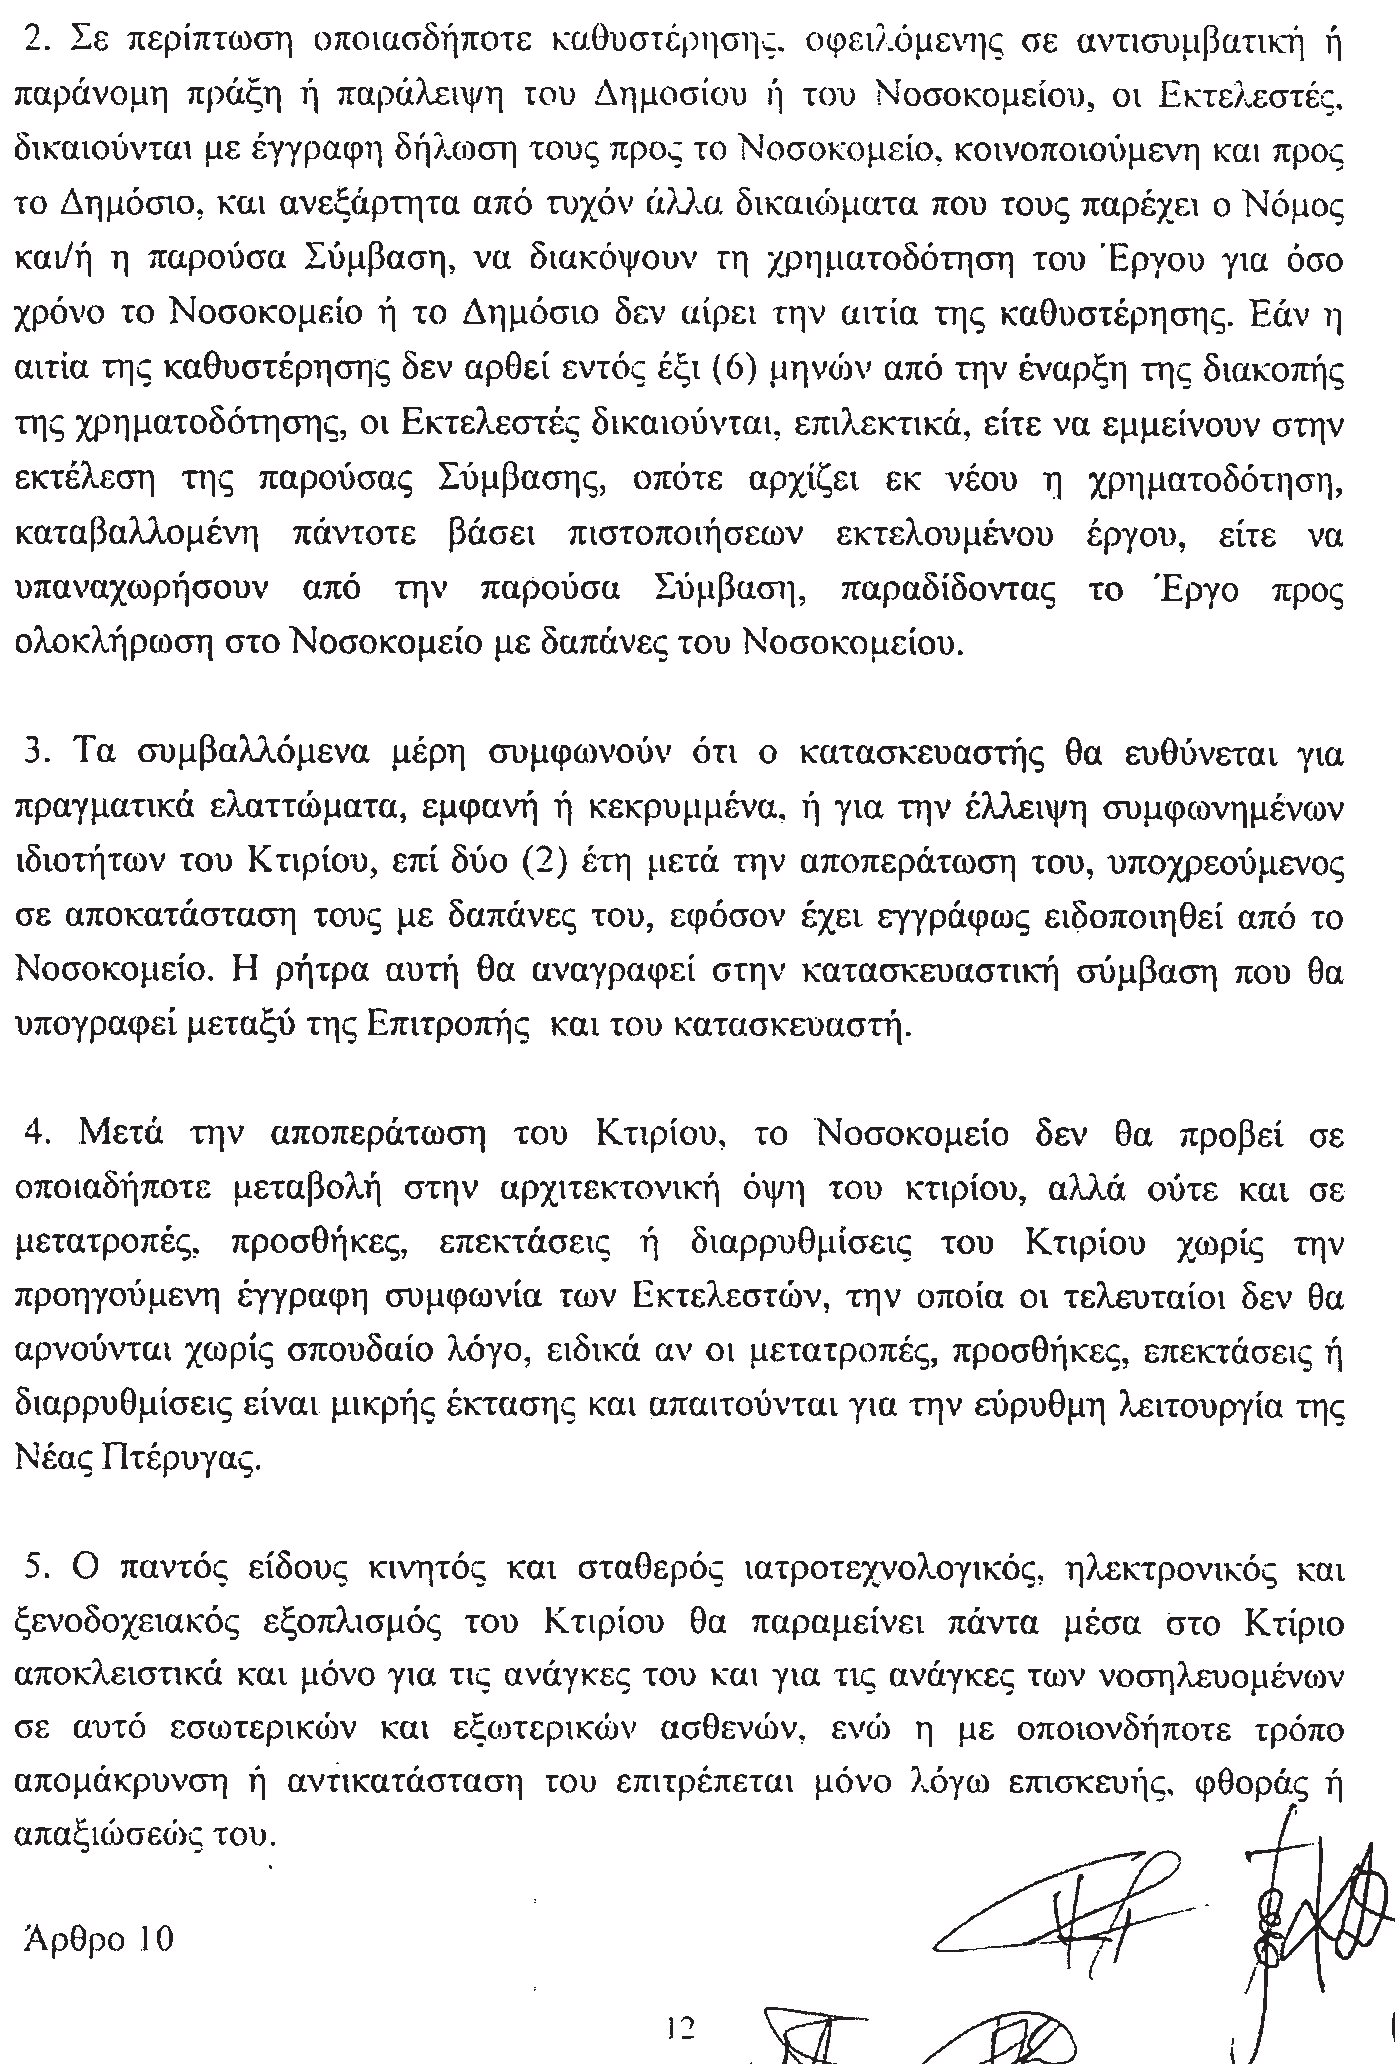 2. Σε περίπτωση οποιασδήποτε καθυστέρησης, οφειλόμενης σε αντισυμβατική ή
παράνομη πράξη ή παράλειψη του Δημοσίου ή του Νοσοκομείου, οι Εκτελεστές,
δικαιούνται με έγγραφη δήλωση τους προς το Νοσοκομείο, κοινοποιούμενη και προς
το Δημόσιο, και ανεξάρτητα από τυχόν άλλα δικαιώματα που τους παρέχει ο Νόμος
και/ή η παρούσα Σύμβαση, να διακόψουν τη χρηματοδότηση του Έργου για όσο
χρόνο το Νοσοκομείο ή το Δημόσιο δεν αίρει την αιτία της καθυστέρησης. Εάν η
αιτία της καθυστέρησης δεν αρθεί εντός έξι (6) μηνών από την έναρξη της διακοπής
της χρηματοδότησης, οι Εκτελεστές δικαιούνται, επιλεκτικά, είτε να εμμείνουν στην
εκτέλεση της παρούσας Σύμβασης, οπότε αρχίζει εκ νέου η χρηματοδότηση,
καταβαλλομένη πάντοτε βάσει πιστοποιήσεων εκτελουμένου έργου, είτε να
υπαναχωρήσουν από την παρούσα Σύμβαση, παραδίδοντας το Έργο προς
ολοκλήρωση στο Νοσοκομείο με δαπάνες του Νοσοκομείου.
3. Τα συμβαλλόμενα μέρη συμφωνούν ότι ο κατασκευαστής θα ευθύνεται για
πραγματικά ελαττώματα, εμφανή ή κεκρυμμένα, ή για την έλλειψη συμφωνημένων
ιδιοτήτων του Κτιρίου, επί δύο (2) έτη μετά την αποπεράτωση του, υποχρεούμενος
σε αποκατάσταση τους με δαπάνες του, εφόσον έχει εγγράφως ειδοποιηθεί από το
Νοσοκομείο. Η ρήτρα αυτή θα αναγραφεί στην κατασκευαστική σύμβαση που θα
υπογραφεί μεταξύ της Επιτροπής και του κατασκευαστή.
4. Μετά την αποπεράτωση του Κτιρίου, το Νοσοκομείο δεν θα προβεί σε
οποιαδήποτε μεταβολή στην αρχιτεκτονική όψη του κτιρίου, αλλά ούτε και σε
μετατροπές, προσθήκες, επεκτάσεις ή διαρρυθμίσεις του Κτιρίου χωρίς την
προηγούμενη έγγραφη συμφωνία των Εκτελεστών, την οποία οι τελευταίοι δεν θα
αρνούνται χωρίς σπουδαίο λόγο, ειδικά αν οι μετατροπές, προσθήκες, επεκτάσεις ή
διαρρυθμίσεις είναι μικρής έκτασης και απαιτούνται για την εύρυθμη λειτουργία της
Νέας Πτέρυγας.
5. Ο παντός είδους κινητός και σταθερός ιατροτεχνολογικός, ηλεκτρονικός και
ξενοδοχειακός εξοπλισμός του Κτιρίου θα παραμείνει πάντα μέσα στο Κτίριο
αποκλειστικά και μόνο για τις ανάγκες του και για τις ανάγκες των νοσηλευομένων
σε αυτό εσωτερικών και εξωτερικών ασθενών, ενώ η με οποιονδήποτε τρόπο
απομάκρυνση ή αντικατάσταση του επιτρέπεται μόνο λόγω επισκευής, φθοράς ή
απαξιώσεώς του.
Άρθρο 10
12